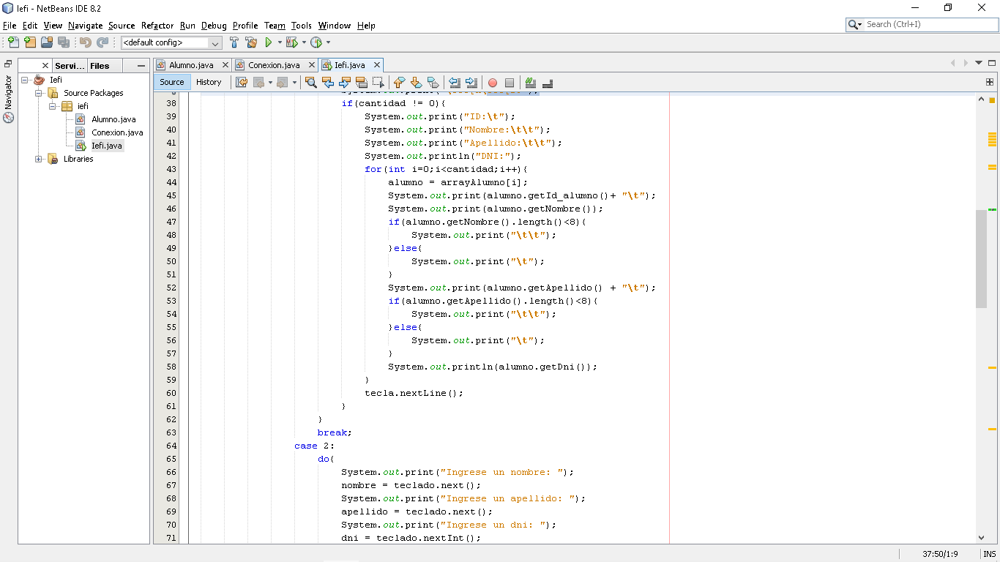 Iefi - NetBeans IDE 8.2
File Edit View Navigate Source Refactor Run Debug Profile Team Tools Window Help
Search (Ctrl+I)
<default config>
Servi... Files
Navigator
Iefi
Source Packages
iefi
Alumno.java
Conexion.java
Iefi.java
Libraries
Alumno.java Conexion.java Iefi.java
Source History
38 if(cantidad != 0){
39 System.out.print("ID:\t");
40 System.out.print("Nombre:\t\t");
41 System.out.print("Apellido:\t\t");
42 System.out.println("DNI:");
43 for(int i=0;i<cantidad;i++){
44 alumno = arrayAlumno[i];
45 System.out.print(alumno.getId_alumno()+ "\t");
46 System.out.print(alumno.getNombre());
47 if(alumno.getNombre().length()<8){
48 System.out.print("\t\t");
49 }else{
50 System.out.print("\t");
51 }
52 System.out.print(alumno.getApellido() + "\t");
53 if(alumno.getApellido().length()<8){
54 System.out.print("\t\t");
55 }else{
56 System.out.print("\t");
57 }
58 System.out.println(alumno.getDni());
59 }
60 tecla.nextLine();
61 }
62 }
63 break;
64 case 2:
65 do{
66 System.out.print("Ingrese un nombre: ");
67 nombre = teclado.next();
68 System.out.print("Ingrese un apellido: ");
69 apellido = teclado.next();
70 System.out.print("Ingrese un dni: ");
71 dni = teclado.nextInt();
37:50/1:9 INS